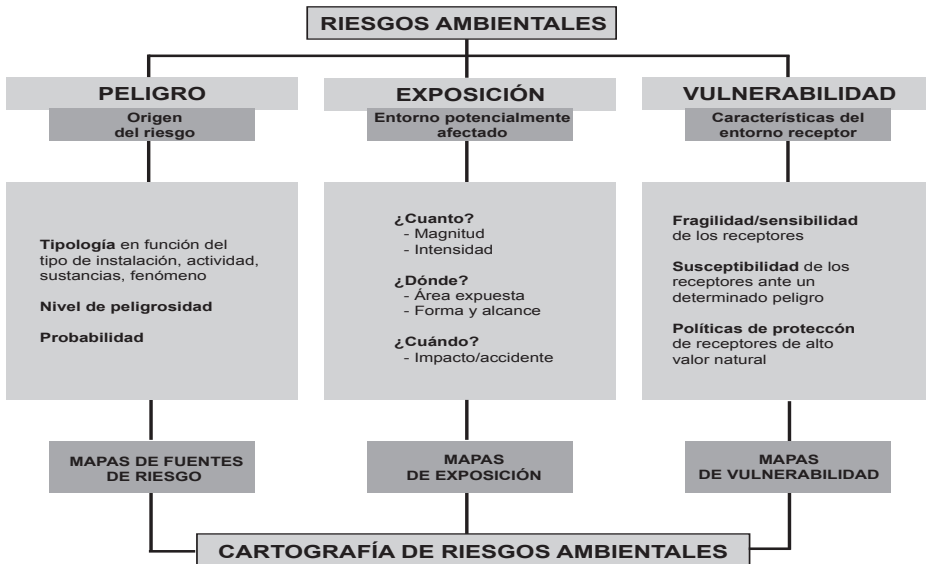 RIESGOS AMBIENTALES
PELIGRO
Origen
del riesgo
Tipología en función del
tipo de instalación, actividad,
sustancias, fenómeno
Nivel de peligrosidad
Probabilidad
MAPAS DE FUENTES
DE RIESGO
EXPOSICIÓN
Entorno potencialmente
afectado
¿Cuanto?
- Magnitud
- Intensidad
¿Dónde?
- Área expuesta
- Forma y alcance
¿Cuándo?
- Impacto/accidente
MAPAS
DE EXPOSICIÓN
VULNERABILIDAD
Características del
entorno receptor
Fragilidad/sensibilidad
de los receptores
Susceptibilidad de los
receptores ante un
determinado peligro
Políticas de proteccón
de receptores de alto
valor natural
MAPAS
DE VULNERABILIDAD
CARTOGRAFÍA DE RIESGOS AMBIENTALES